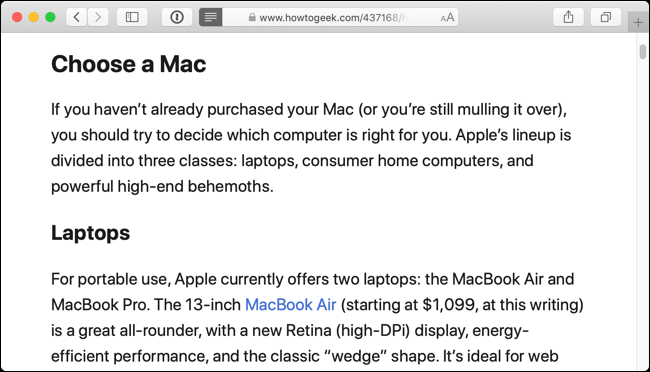 www.howtogeek.com/437168/h
AA
Choose a Mac
If you haven’t already purchased your Mac (or you’re still mulling it over),
you should try to decide which computer is right for you. Apple’s lineup is
divided into three classes: laptops, consumer home computers, and
powerful high-end behemoths.
Laptops
For portable use, Apple currently offers two laptops: the MacBook Air and
MacBook Pro. The 13-inch MacBook Air (starting at $1,099, at this writing)
is a great all-rounder, with a new Retina (high-DPi) display, energy-
efficient performance, and the classic “wedge” shape. It’s ideal for web